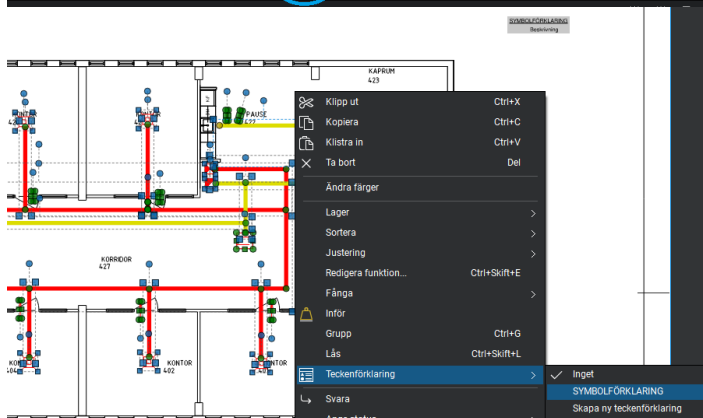 SYMBOLFÖRKLARING
Beskrivning
KAPRUM
423
PAUSE
422
KORRIDOR
427
KONTOR
402
Klipp ut Ctrl+X
Kopiera Ctrl+C
Klistra in Ctrl+V
Ta bort Del
Ändra färger
Lager
Sortera
Justering
Redigera funktion... Ctrl+Skift+E
Fånga
Inför
Grupp Ctrl+G
Lås Ctrl+Skift+L
Teckenförklaring
Svara
Inget
SYMBOLFÖRKLARING
Skapa ny teckenförklaring